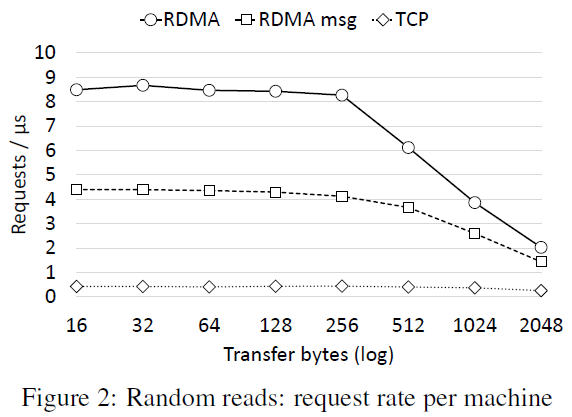 RDMA RDMA msg TCP
10
9
8
7
6
5
4
3
2
1
0
Requests / µs
16 32 64 128 256 512 1024 2048
Transfer bytes (log)
Figure 2: Random reads: request rate per machine